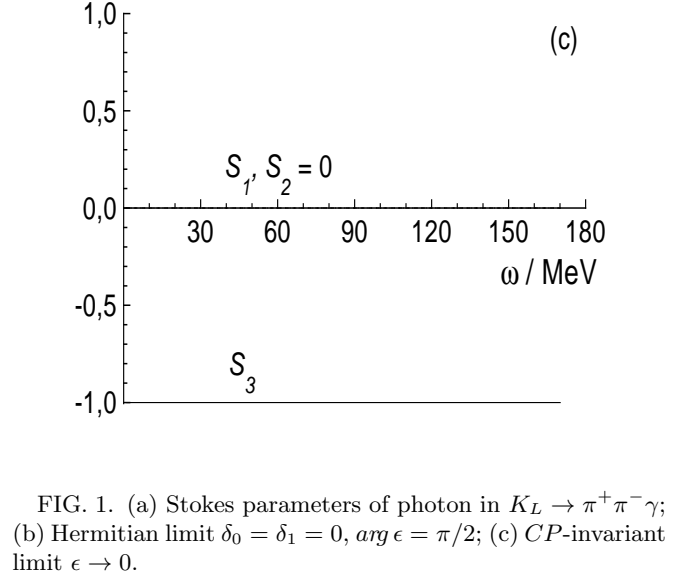 1,0
(c)
0,5
S1, S2 = 0
0,0
30 60 90 120 150 180
ω / MeV
-0,5
S3
-1,0
FIG. 1. (a) Stokes parameters of photon in K_L → π⁺π⁻γ;
(b) Hermitian limit δ₀ = δ₁ = 0, arg ϵ = π/2; (c) CP-invariant
limit ϵ → 0.